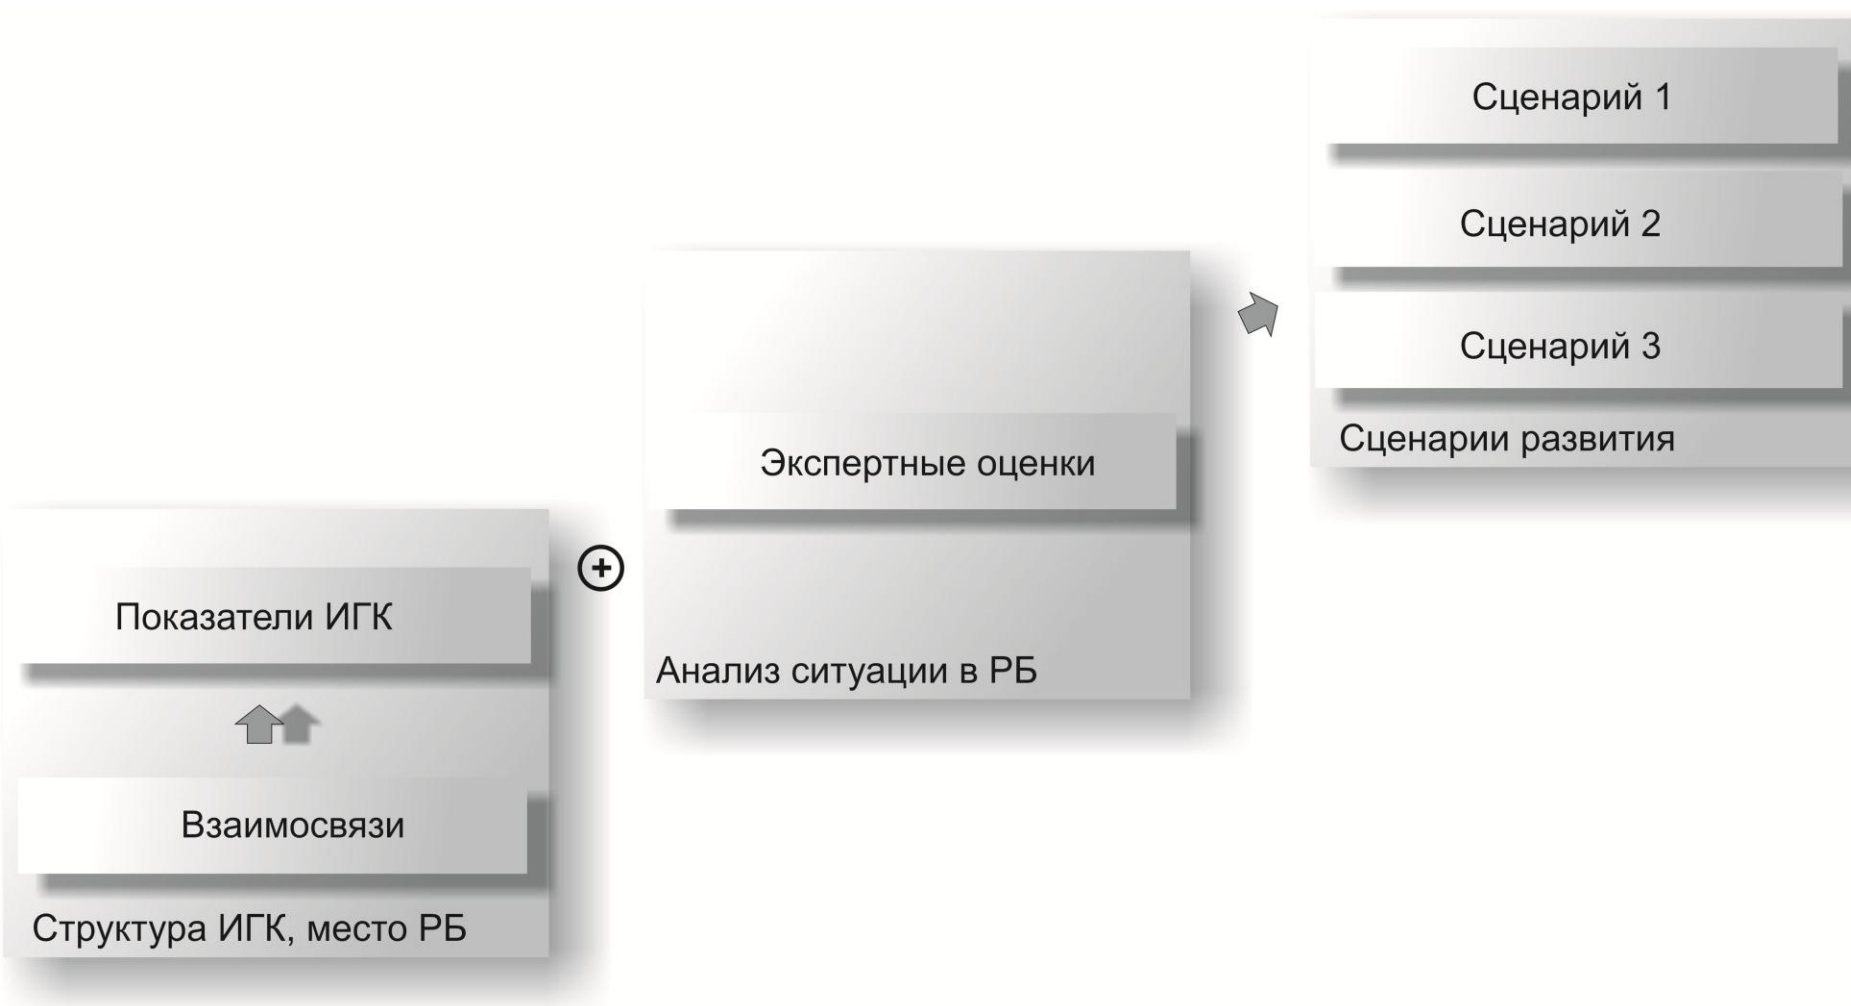 Показатели ИГК
Взаимосвязи
Структура ИГК, место РБ
+
Экспертные оценки
Анализ ситуации в РБ
Сценарий 1
Сценарий 2
Сценарий 3
Сценарии развития